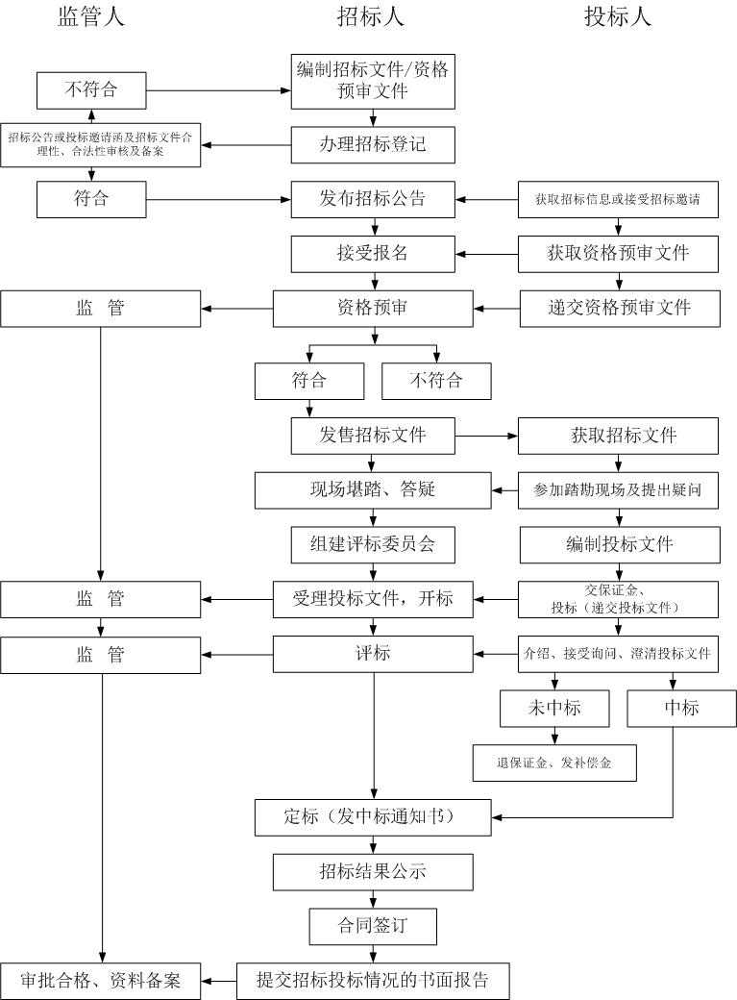 监管人 招标人 投标人
编制招标文件/资格
预审文件
不符合
招标公告或投标邀请函及招标文件合
理性、合法性审核及备案
办理招标登记
符合
发布招标公告
获取招标信息或接受招标邀请
接受报名
获取资格预审文件
监 管
资格预审
递交资格预审文件
符合
不符合
发售招标文件
获取招标文件
现场堪踏、答疑
参加踏勘现场及提出疑问
组建评标委员会
编制投标文件
监 管
受理投标文件，开标
交保证金、
投标（递交投标文件）
监 管
评标
介绍、接受询问、澄清投标文件
未中标
中标
退保证金、发补偿金
定标（发中标通知书）
招标结果公示
合同签订
审批合格、资料备案
提交招标投标情况的书面报告